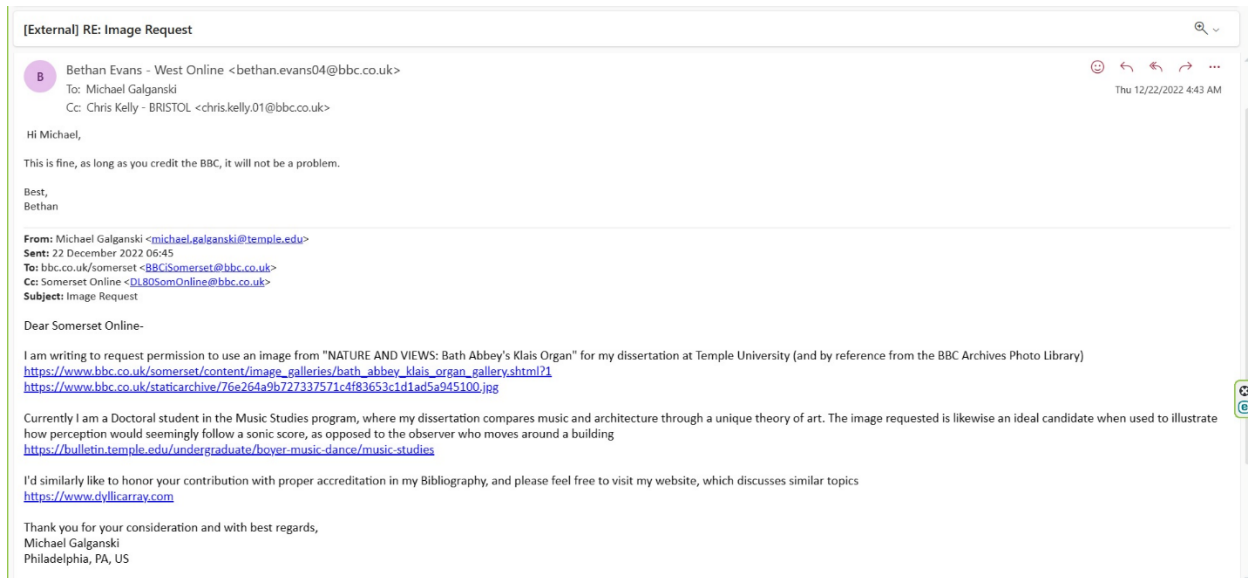 [External] RE: Image Request
B
Bethan Evans - West Online <bethan.evans04@bbc.co.uk>
To: Michael Galganski
Cc: Chris Kelly - BRISTOL <chris.kelly.01@bbc.co.uk>
Thu 12/22/2022 4:43 AM
Hi Michael,
This is fine, as long as you credit the BBC, it will not be a problem.
Best,
Bethan
From: Michael Galganski <michael.galganski@temple.edu>
Sent: 22 December 2022 06:45
To: bbc.co.uk/somerset <BBCiSomerset@bbc.co.uk>
Cc: Somerset Online <DL80SomOnline@bbc.co.uk>
Subject: Image Request
Dear Somerset Online-
I am writing to request permission to use an image from "NATURE AND VIEWS: Bath Abbey's Klais Organ" for my dissertation at Temple University (and by reference from the BBC Archives Photo Library)
https://www.bbc.co.uk/somerset/content/image_galleries/bath_abbey_klais_organ_gallery.shtml?1
https://www.bbc.co.uk/staticarchive/76e264a9b727337571c4f83653c1d1ad5a945100.jpg
Currently I am a Doctoral student in the Music Studies program, where my dissertation compares music and architecture through a unique theory of art. The image requested is likewise an ideal candidate when used to illustrate
how perception would seemingly follow a sonic score, as opposed to the observer who moves around a building
https://bulletin.temple.edu/undergraduate/boyer-music-dance/music-studies
I'd similarly like to honor your contribution with proper accreditation in my Bibliography, and please feel free to visit my website, which discusses similar topics
https://www.dyllicarray.com
Thank you for your consideration and with best regards,
Michael Galganski
Philadelphia, PA, US